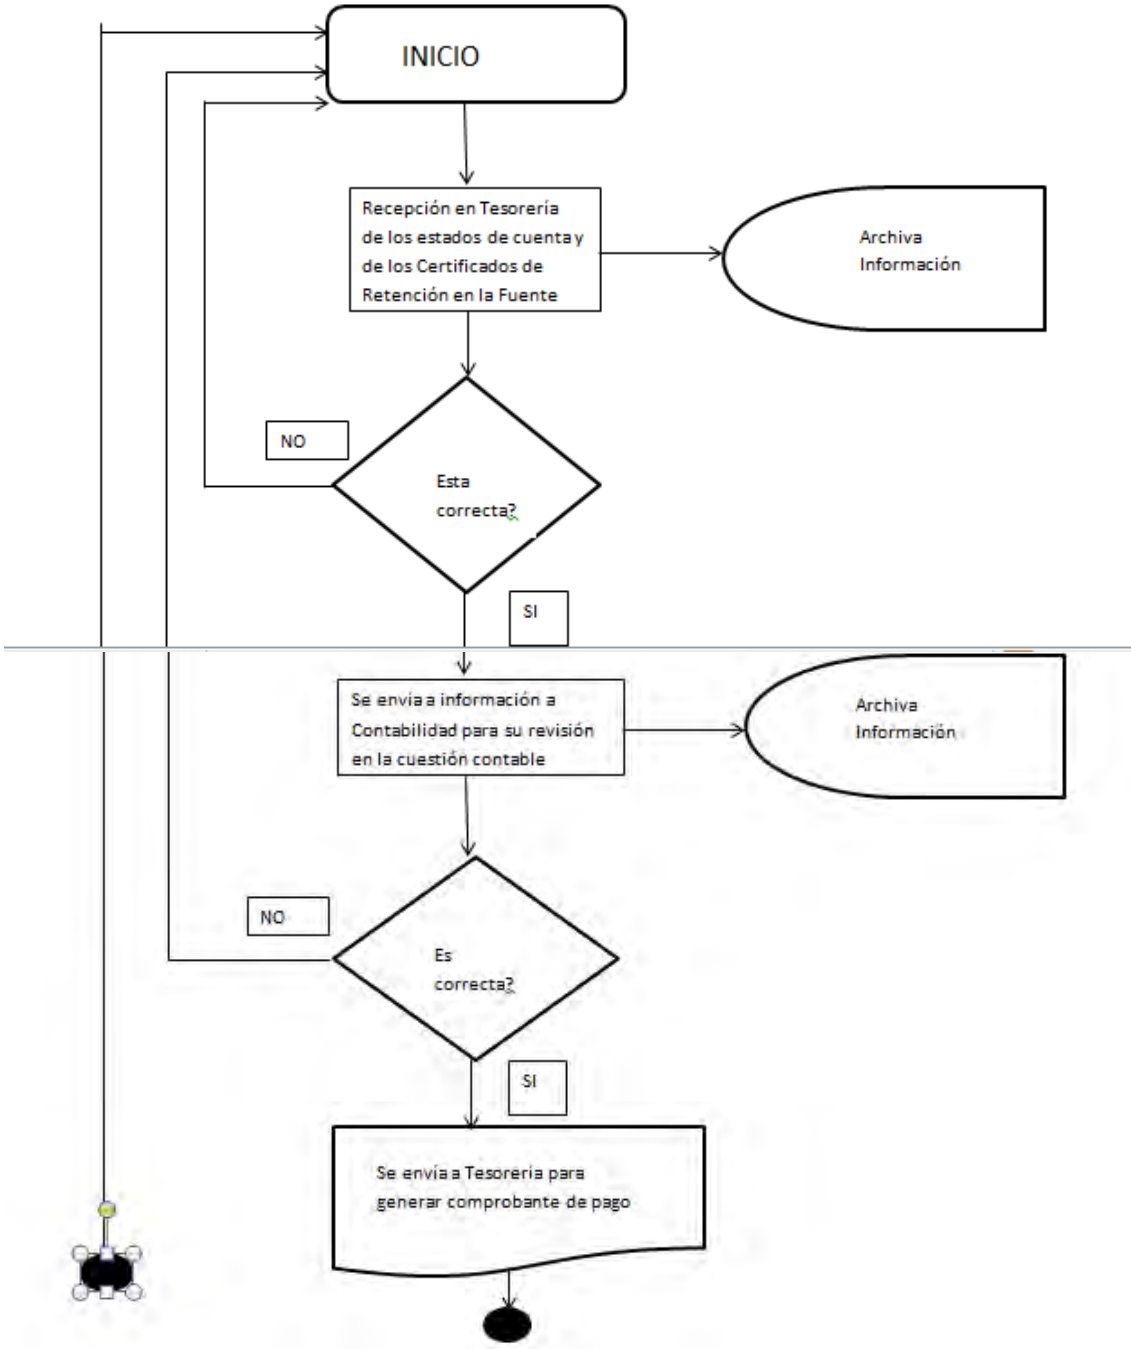 INICIO
Recepción en Tesorería
de los estados de cuenta y
de los Certificados de
Retención en la Fuente
Archiva
Información
NO
Esta
correcta?
SI
Se envia a información a
Contabilidad para su revisión
en la cuestión contable
Archiva
Información
NO
Es
correcta?
SI
Se envía a Tesoreria para
generar comprobante de pago